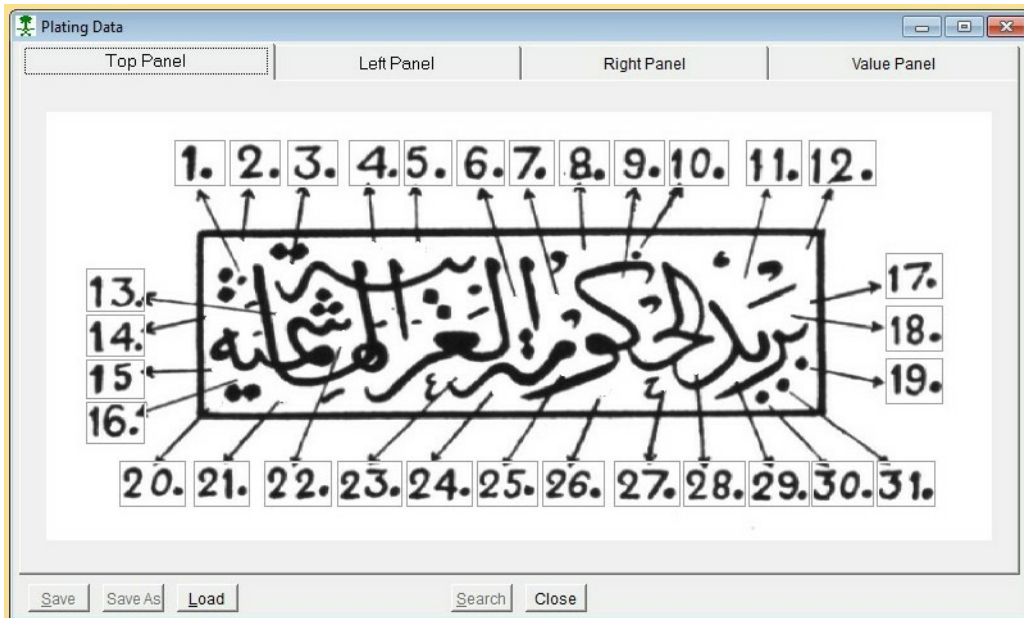 Plating Data
Top Panel Left Panel Right Panel Value Panel
1. 2. 3. 4. 5. 6. 7. 8. 9. 10. 11. 12.
13. 17.
بريد الحكومة
14. 18.
15 19.
16.
20. 21. 22. 23. 24. 25. 26. 27. 28. 29. 30. 31.
Save Save As Load Search Close